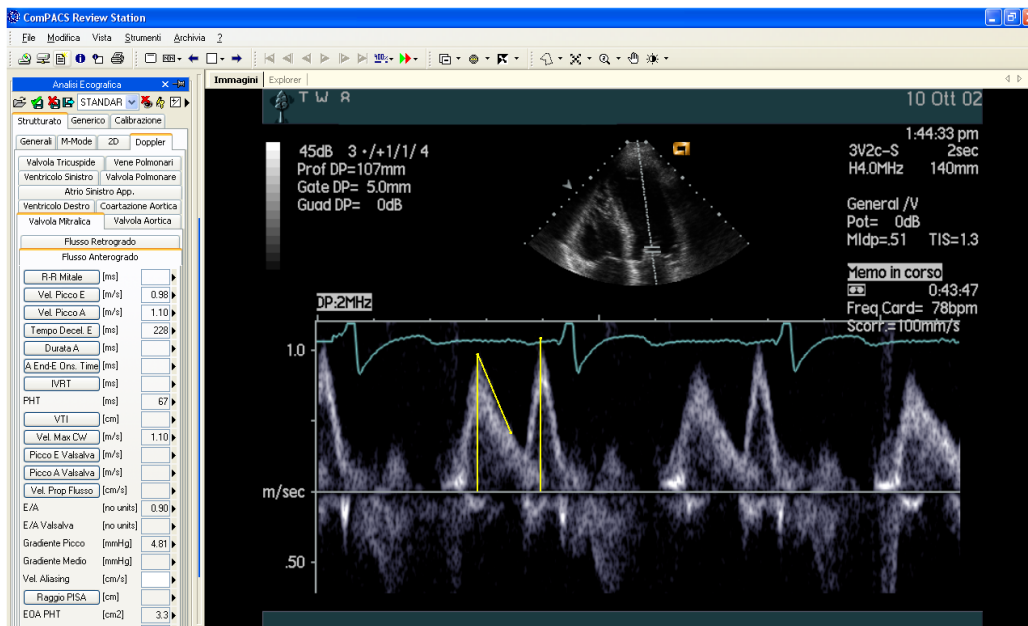 ComPACS Review Station
File Modifica Vista Strumenti Archivia ?
100%
Analisi Ecografica
STANDAR
Strutturato Generico Calibrazione
Generali M-Mode 2D Doppler
Valvola Tricuspide Vene Polmonari
Ventricolo Sinistro Valvola Polmonare
Atrio Sinistro App.
Ventricolo Destro Coartazione Aortica
Valvola Mitralica Valvola Aortica
Flusso Retrogrado
Flusso Anterogrado
R-R Mitale [ms]
Vel. Picco E [m/s] 0.98
Vel. Picco A [m/s] 1.10
Tempo Decel. E [ms] 228
Durata A [ms]
A End-E Ons. Time [ms]
IVRT [ms]
PHT [ms] 67
VTI [cm]
Vel. Max CW [m/s] 1.10
Picco E Valsalva [m/s]
Picco A Valsalva [m/s]
Vel. Prop Flusso [cm/s]
E/A [no units] 0.90
E/A Valsalva [no units]
Gradiente Picco [mmHg] 4.81
Gradiente Medio [mmHg]
Vel. Aliasing [cm/s]
Raggio PISA [cm]
EOA PHT [cm2] 3.3
Immagini Explorer
T W R
10 Ott 02
1:44:33 pm
45dB 3 •/+1/1/ 4
Prof DP=107mm
Gate DP= 5.0mm
Guad DP= 0dB
3V2c-S 2sec
H4.0MHz 140mm
General /V
Pot= 0dB
MIdp=.51 TIS=1.3
Memo in corso
0:43:47
Freq Card= 78bpm
Scorr.=100mm/s
DP:2MHz
1.0
m/sec
.50